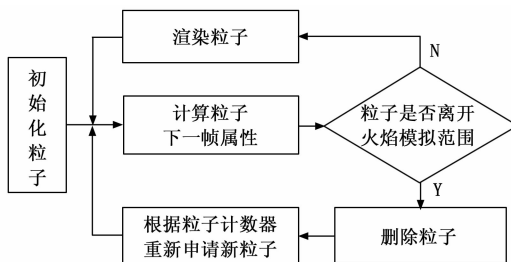 渲染粒子
N
初
始
化
粒
子
计算粒子
下一帧属性
粒子是否离开
火焰模拟范围
Y
根据粒子计数器
重新申请新粒子
删除粒子